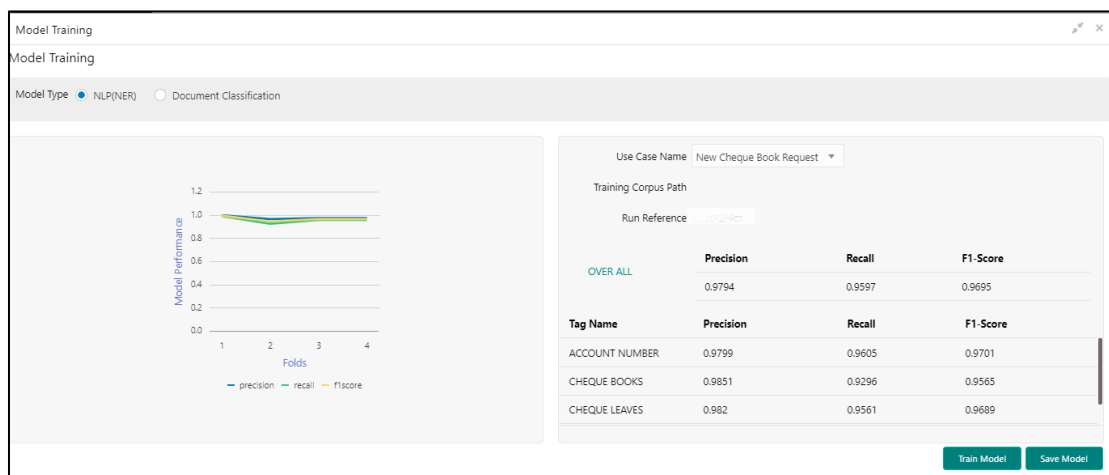 Model Training
Model Training
Model Type NLP(NER) Document Classification
1.2
1.0
0.8
0.6
0.4
0.2
0.0
Model Performance
1 2 3 4
Folds
precision recall f1score
Use Case Name New Cheque Book Request
Training Corpus Path
Run Reference
OVER ALL
Precision Recall F1-Score
0.9794 0.9597 0.9695
Tag Name Precision Recall F1-Score
ACCOUNT NUMBER 0.9799 0.9605 0.9701
CHEQUE BOOKS 0.9851 0.9296 0.9565
CHEQUE LEAVES 0.982 0.9561 0.9689
Train Model Save Model